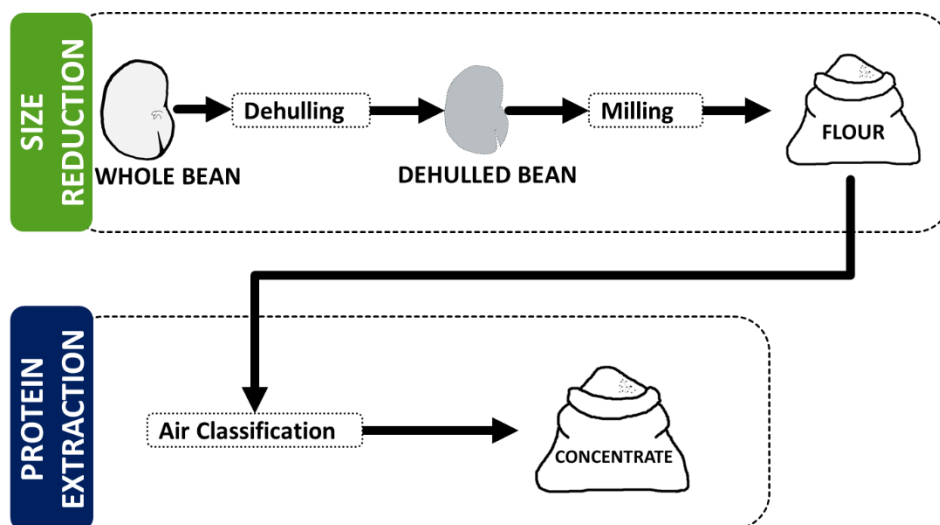 SIZE
REDUCTION
Dehulling
Milling
FLOUR
WHOLE BEAN
DEHULLED BEAN
PROTEIN
EXTRACTION
Air Classification
CONCENTRATE